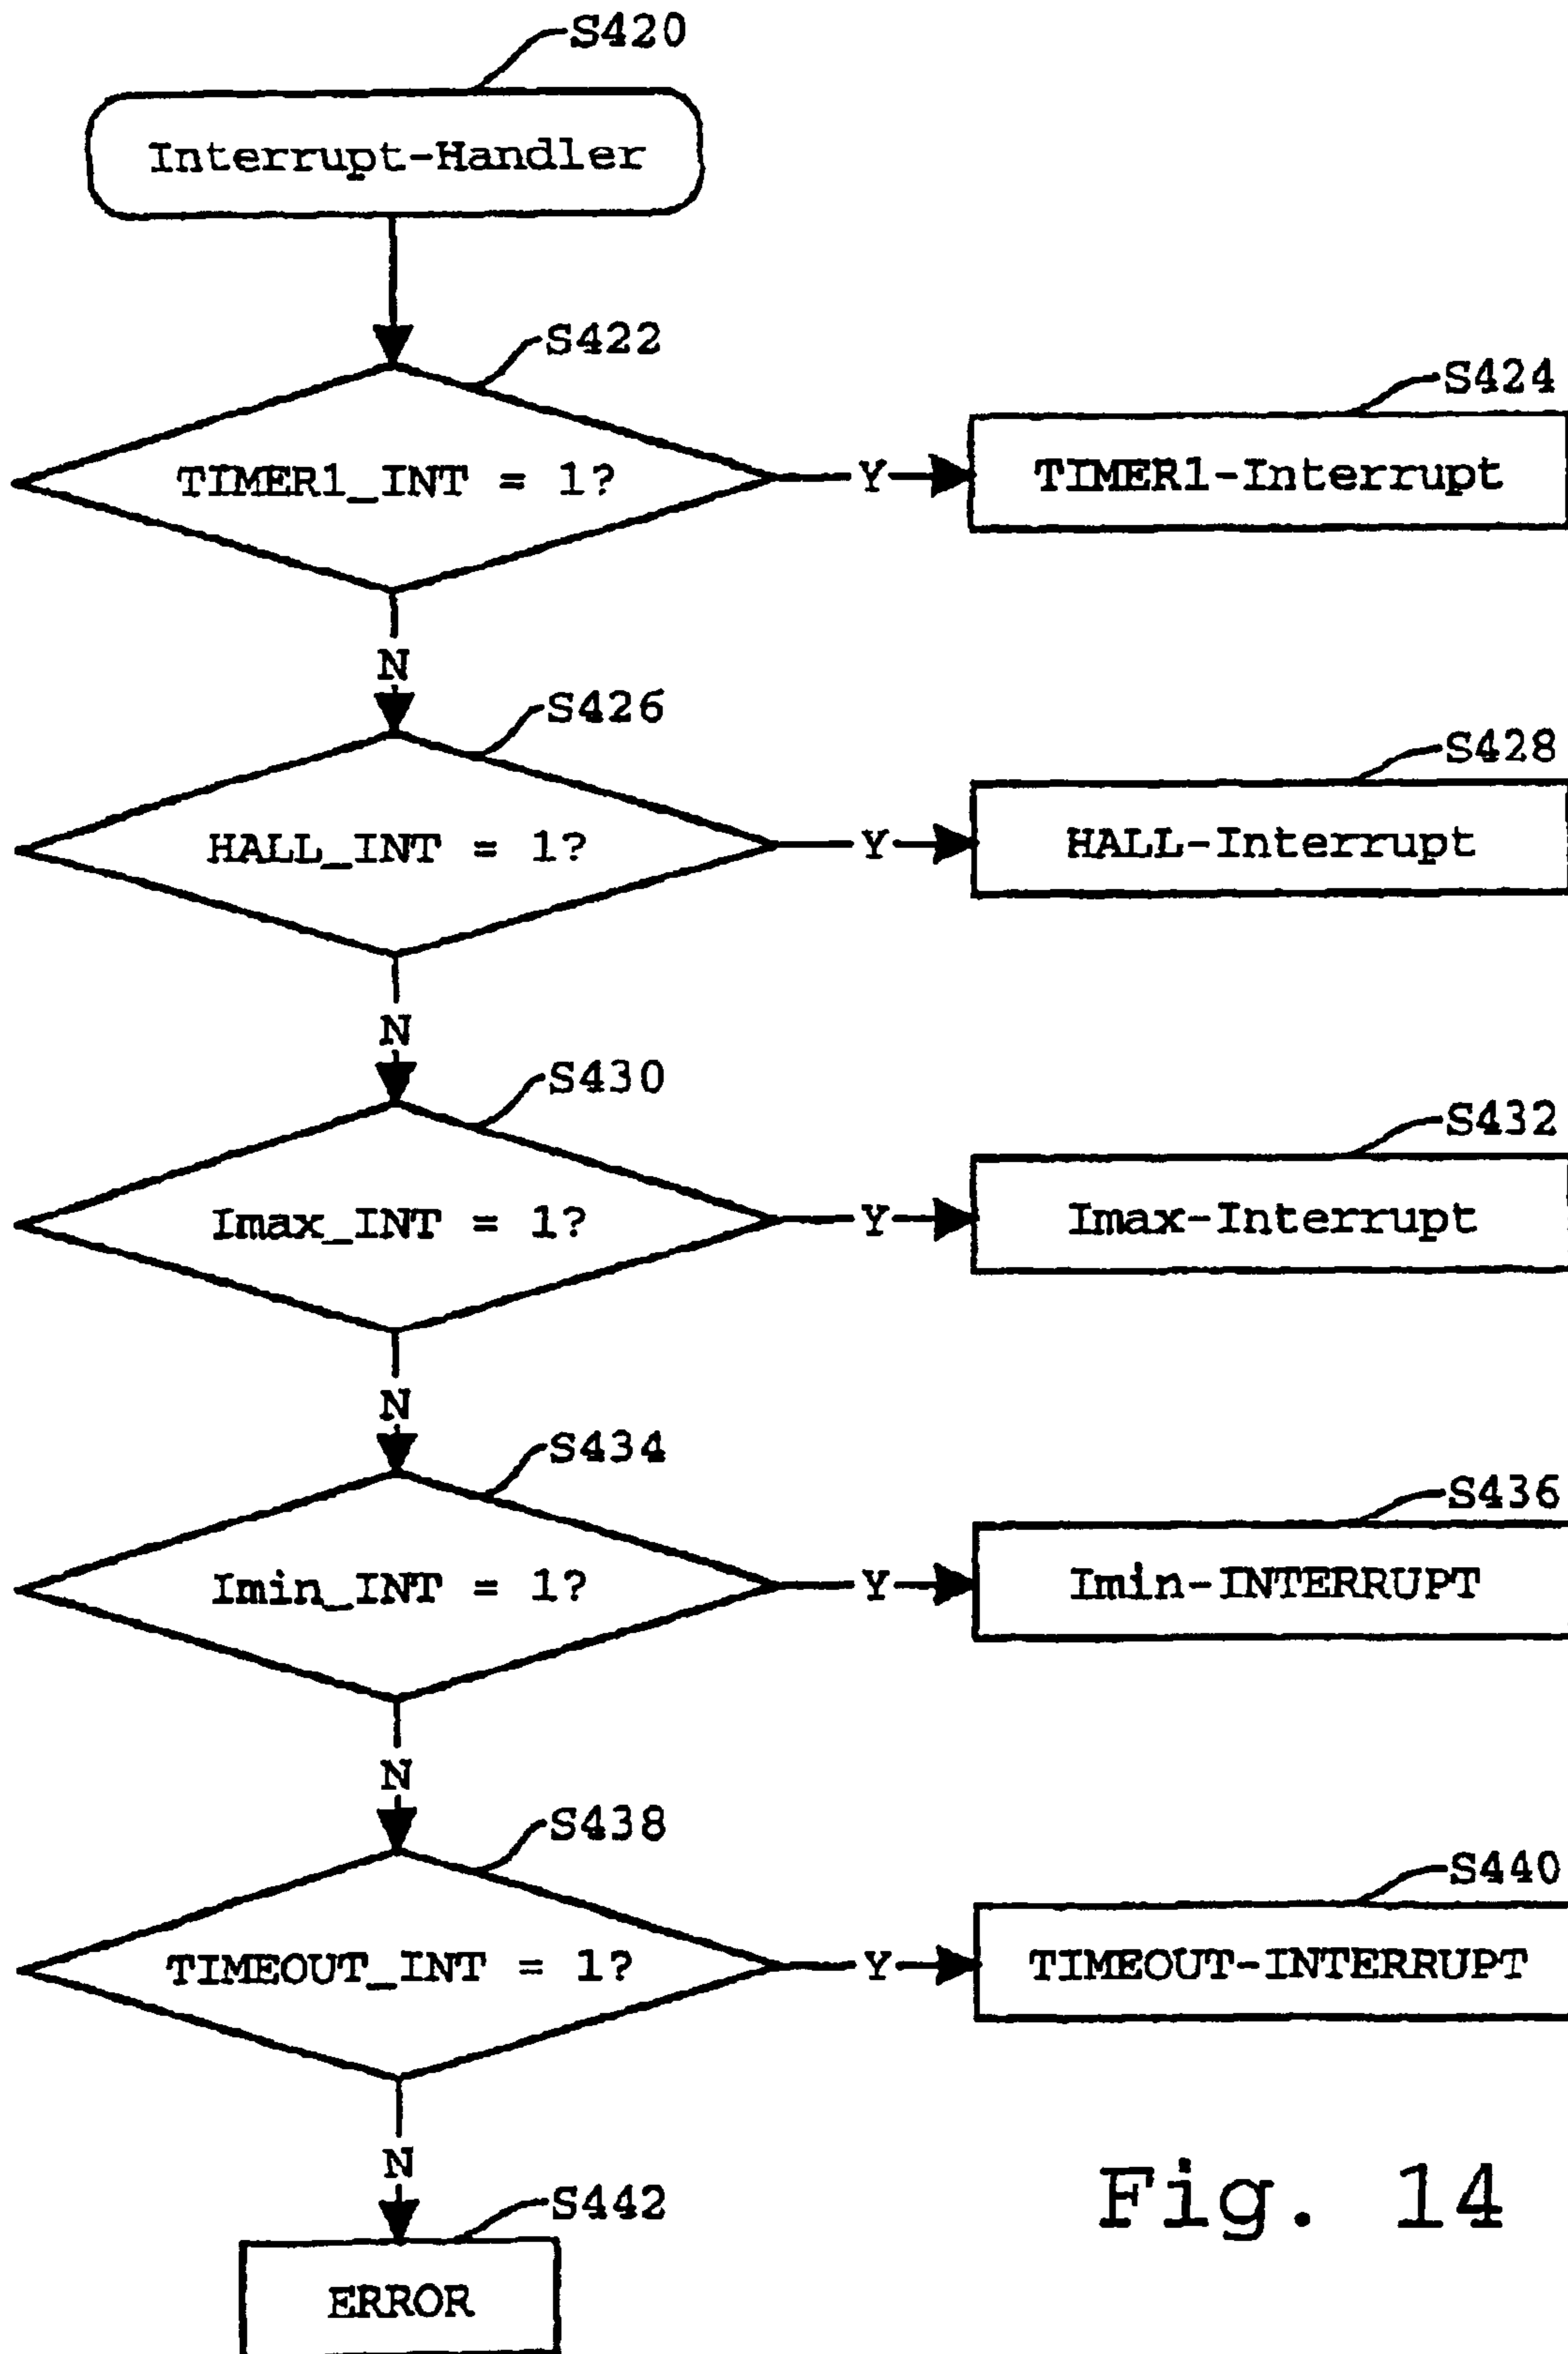 S420
Interrupt-Handler
S422
TIMER1_INT = 1?
Y
S424
TIMER1-Interrupt
N
S426
HALL_INT = 1?
Y
S428
HALL-Interrupt
N
S430
Imax_INT = 1?
Y
S432
Imax-Interrupt
N
S434
Imin_INT = 1?
Y
S436
Imin-INTERRUPT
N
S438
TIMEOUT_INT = 1?
Y
S440
TIMEOUT-INTERRUPT
N
S442
ERROR
Fig. 14